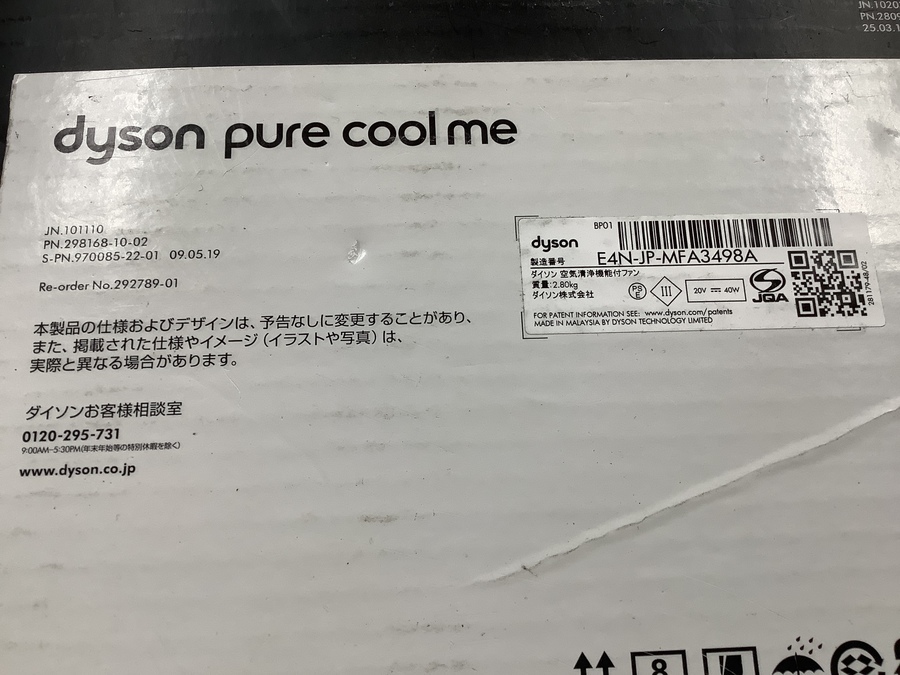 JN.1020
PN.2809
25.03.1
dyson pure cool me
JN.101110
PN.298168-10-02
S-PN.970085-22-01 09.05.19
Re-order No.292789-01
本製品の仕様およびデザインは、予告なしに変更することがあり、
また、掲載された仕様やイメージ（イラストや写真）は、
実際と異なる場合があります。
ダイソンお客様相談室
0120-295-731
9:00AM–5:30PM(年末年始等の特別休暇を除く)
www.dyson.co.jp
BP01
dyson
製造番号 E4N-JP-MFA3498A
ダイソン 空気清浄機能付ファン
質量: 2.80kg
ダイソン株式会社
PS E
III
20V 40W
JQA
FOR PATENT INFORMATION SEE: www.dyson.com/patents
MADE IN MALAYSIA BY DYSON TECHNOLOGY LIMITED
281179-48/02
8